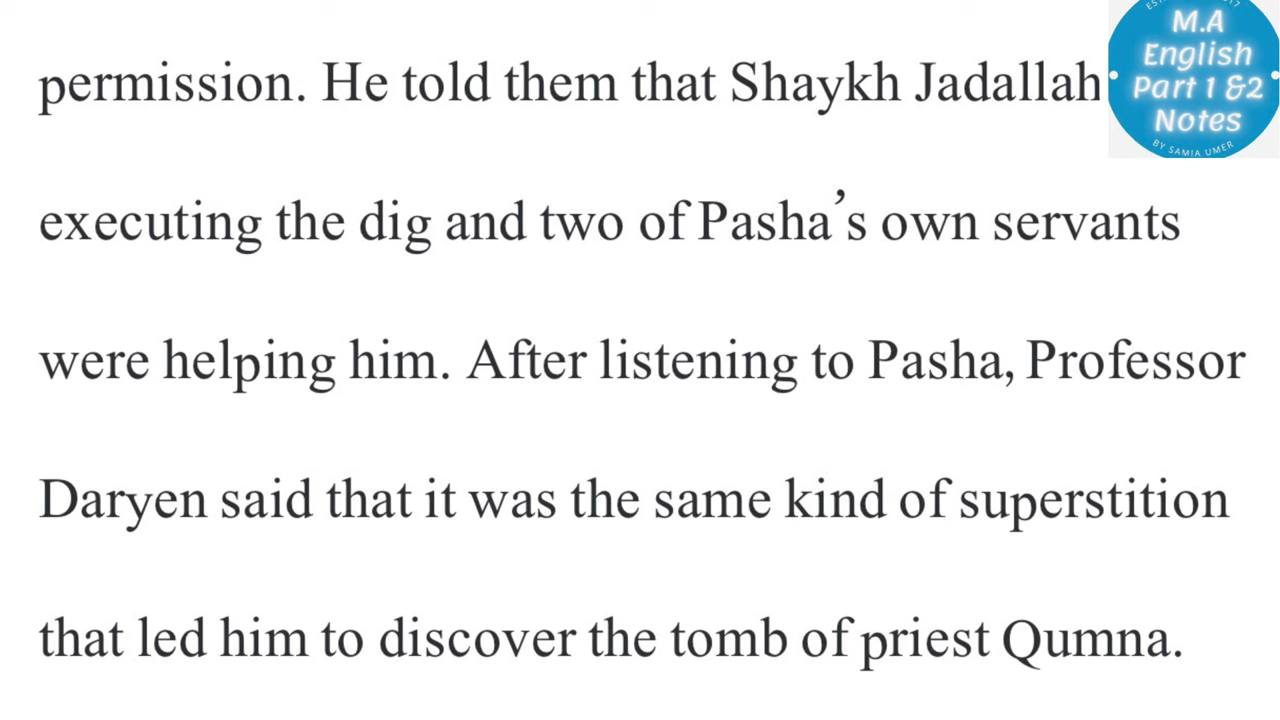 permission. He told them that Shaykh Jadallah
executing the dig and two of Pasha’s own servants
were helping him. After listening to Pasha, Professor
Daryen said that it was the same kind of superstition
that led him to discover the tomb of priest Qumna.
M.A
English
Part 1 &2
Notes
BY SAMIA UMER